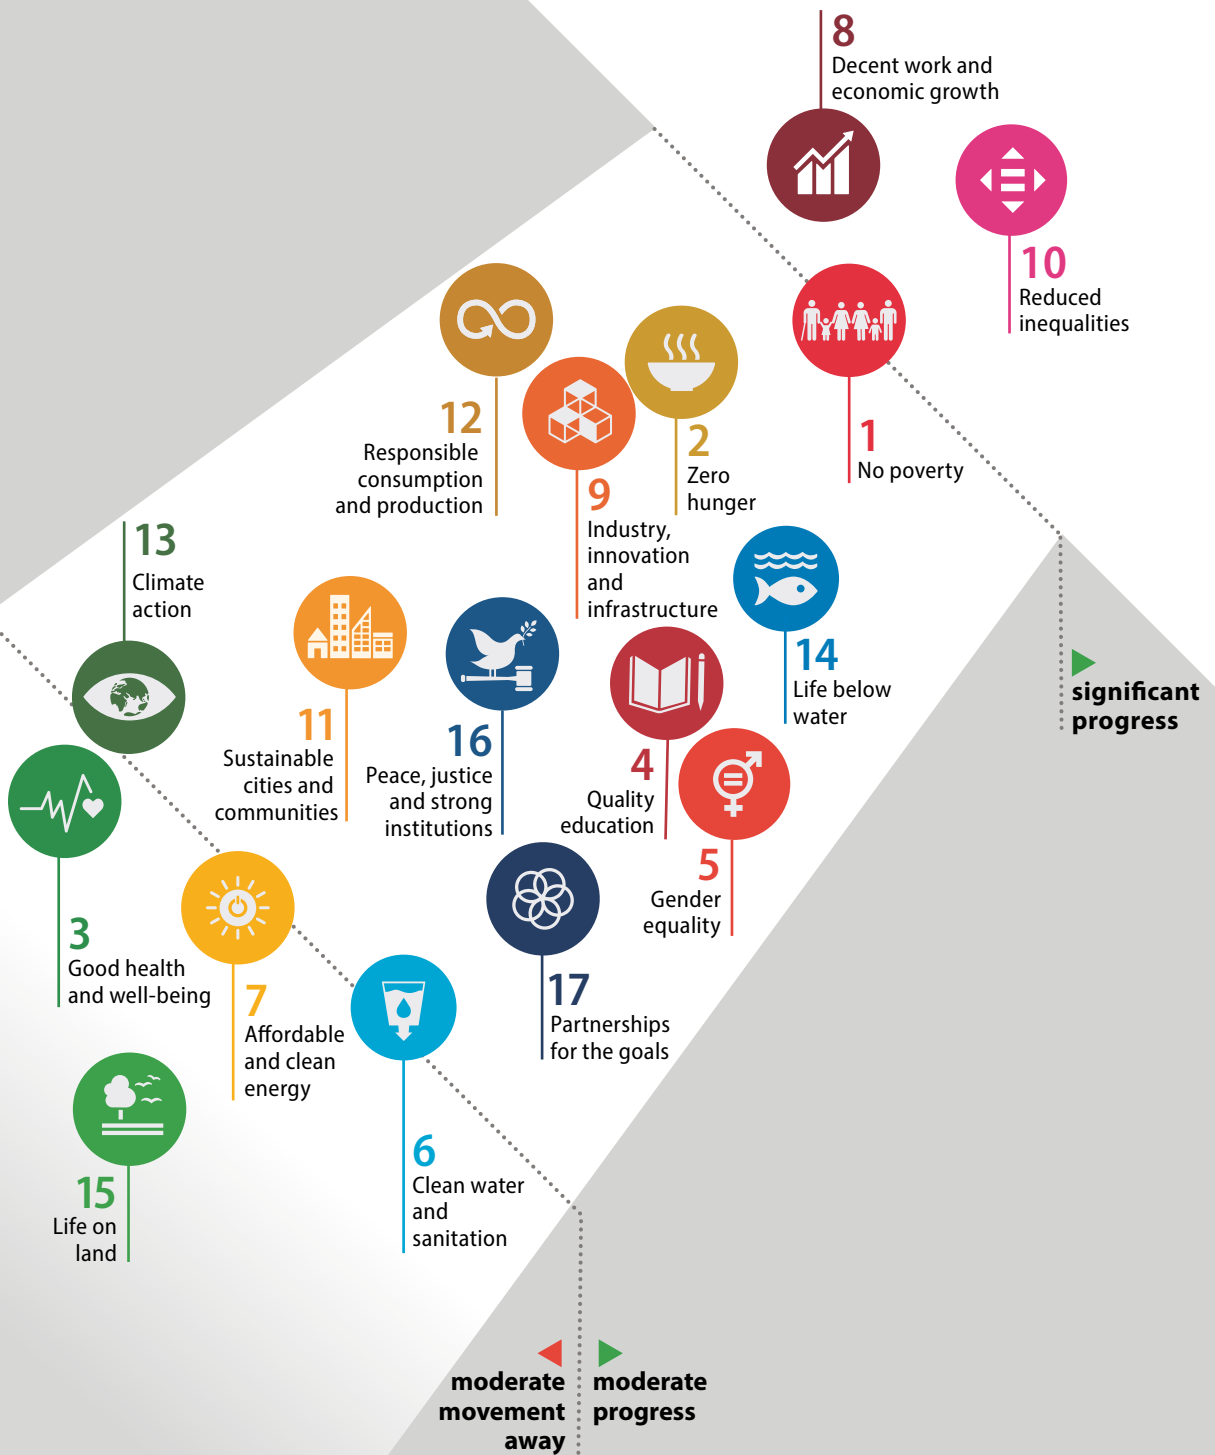 8
Decent work and
economic growth
10
Reduced
inequalities
12
Responsible
consumption
and production
2
Zero
hunger
1
No poverty
9
Industry,
innovation
and
infrastructure
13
Climate
action
14
Life below
water
significant
progress
11
Sustainable
cities and
communities
16
Peace, justice
and strong
institutions
4
Quality
education
5
Gender
equality
3
Good health
and well-being
7
Affordable
and clean
energy
17
Partnerships
for the goals
6
Clean water
and
sanitation
15
Life on
land
moderate
movement
away
moderate
progress